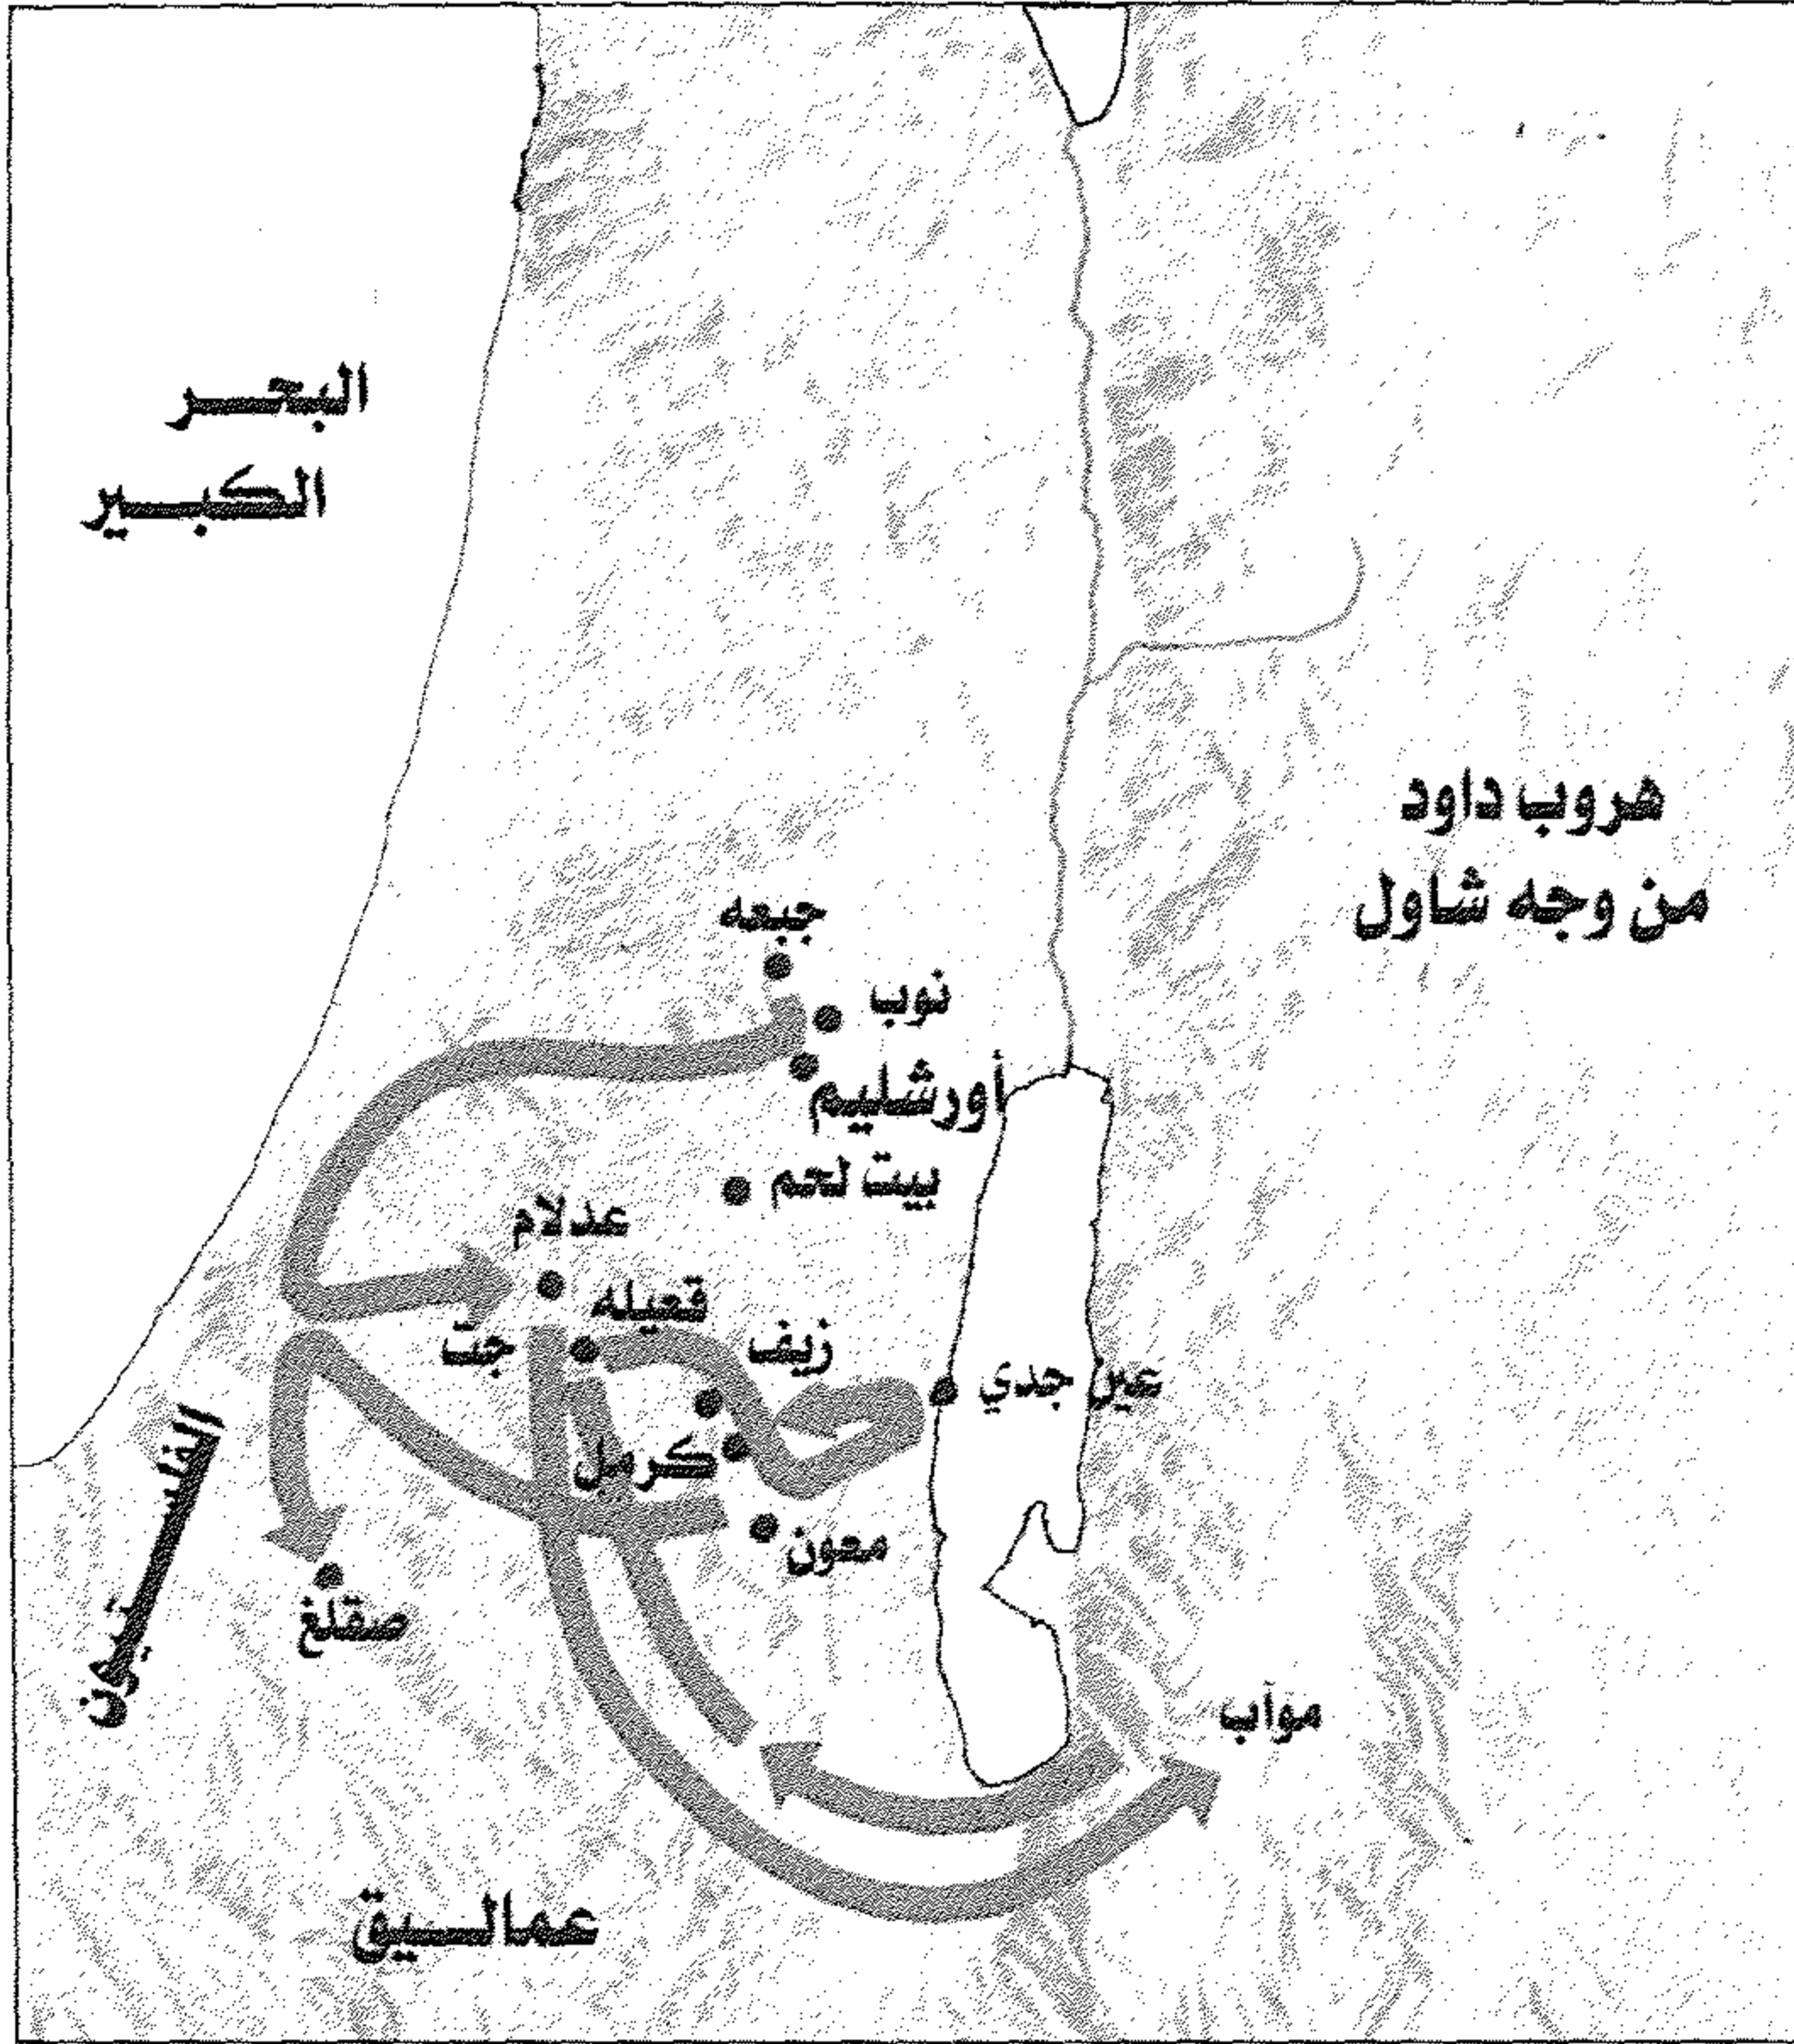 البحر
الكبير
هروب داود
من وجه شاول
جبعه
نوب
أورشليم
بيت لحم
عدلام
قعيله
جت
زيف
عين جدي
كرمل
معون
صقلغ
موآب
عماليق